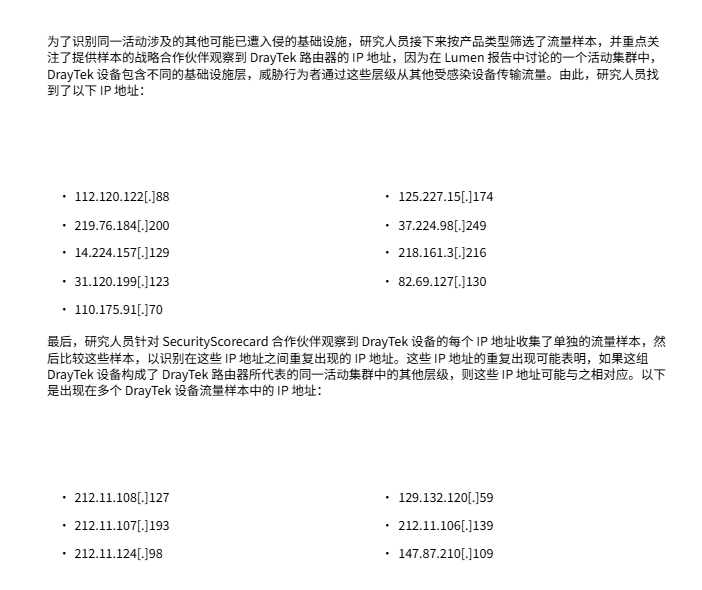 为了识别同一活动涉及的其他可能已遭入侵的基础设施，研究人员接下来按产品类型筛选了流量样本，并重点关
注了提供样本的战略合作伙伴观察到 DrayTek 路由器的 IP 地址，因为在 Lumen 报告中讨论的一个活动集群中，
DrayTek 设备包含不同的基础设施层，威胁行为者通过这些层级从其他受感染设备传输流量。由此，研究人员找
到了以下 IP 地址：
• 112.120.122[.]88
• 219.76.184[.]200
• 14.224.157[.]129
• 31.120.199[.]123
• 110.175.91[.]70
• 125.227.15[.]174
• 37.224.98[.]249
• 218.161.3[.]216
• 82.69.127[.]130
最后，研究人员针对 SecurityScorecard 合作伙伴观察到 DrayTek 设备的每个 IP 地址收集了单独的流量样本，然
后比较这些样本，以识别在这些 IP 地址之间重复出现的 IP 地址。这些 IP 地址的重复出现可能表明，如果这组
DrayTek 设备构成了 DrayTek 路由器所代表的同一活动集群中的其他层级，则这些 IP 地址可能与之相对应。以下
是出现在多个 DrayTek 设备流量样本中的 IP 地址：
• 212.11.108[.]127
• 212.11.107[.]193
• 212.11.124[.]98
• 129.132.120[.]59
• 212.11.106[.]139
• 147.87.210[.]109